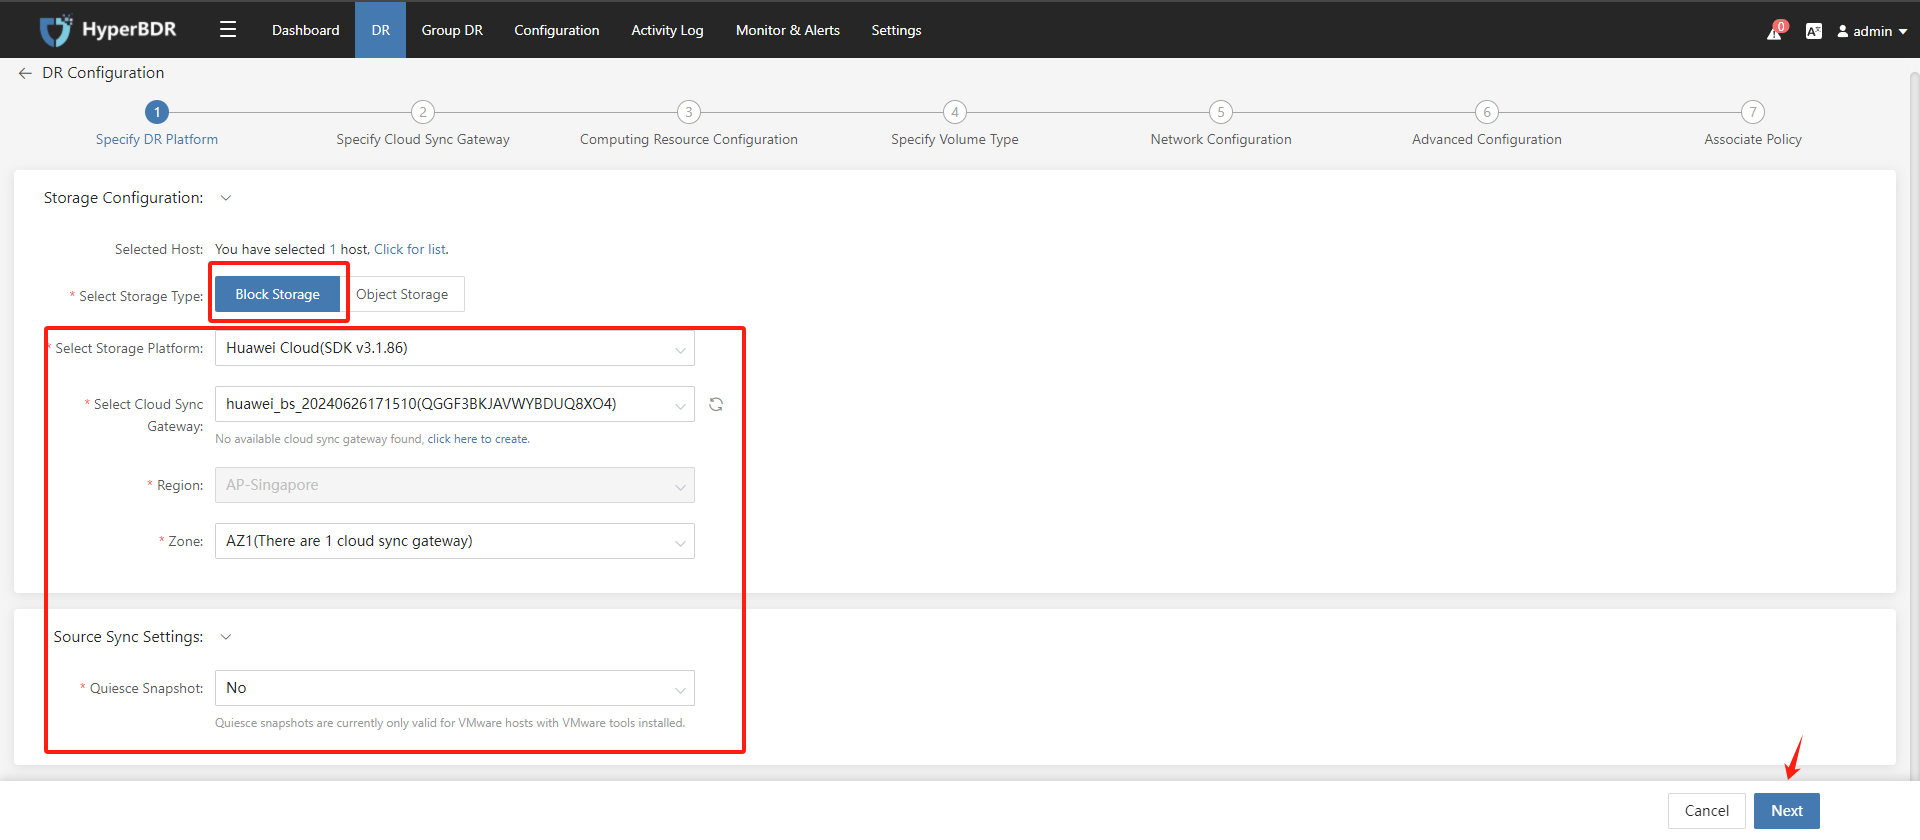 HyperBDR
Dashboard
DR
Group DR
Configuration
Activity Log
Monitor & Alerts
Settings
0
admin
DR Configuration
1
2
3
4
5
6
7
Specify DR Platform
Specify Cloud Sync Gateway
Computing Resource Configuration
Specify Volume Type
Network Configuration
Advanced Configuration
Associate Policy
Storage Configuration:
Selected Host: You have selected 1 host, Click for list.
* Select Storage Type: Block Storage Object Storage
* Select Storage Platform: Huawei Cloud(SDK v3.1.86)
* Select Cloud Sync Gateway: huawei_bs_20240626171510(QGGF3BKJAVWYBDUQ8XO4)
No available cloud sync gateway found, click here to create.
* Region: AP-Singapore
* Zone: AZ1(There are 1 cloud sync gateway)
Source Sync Settings:
* Quiesce Snapshot: No
Quiesce snapshots are currently only valid for VMware hosts with VMware tools installed.
Cancel
Next